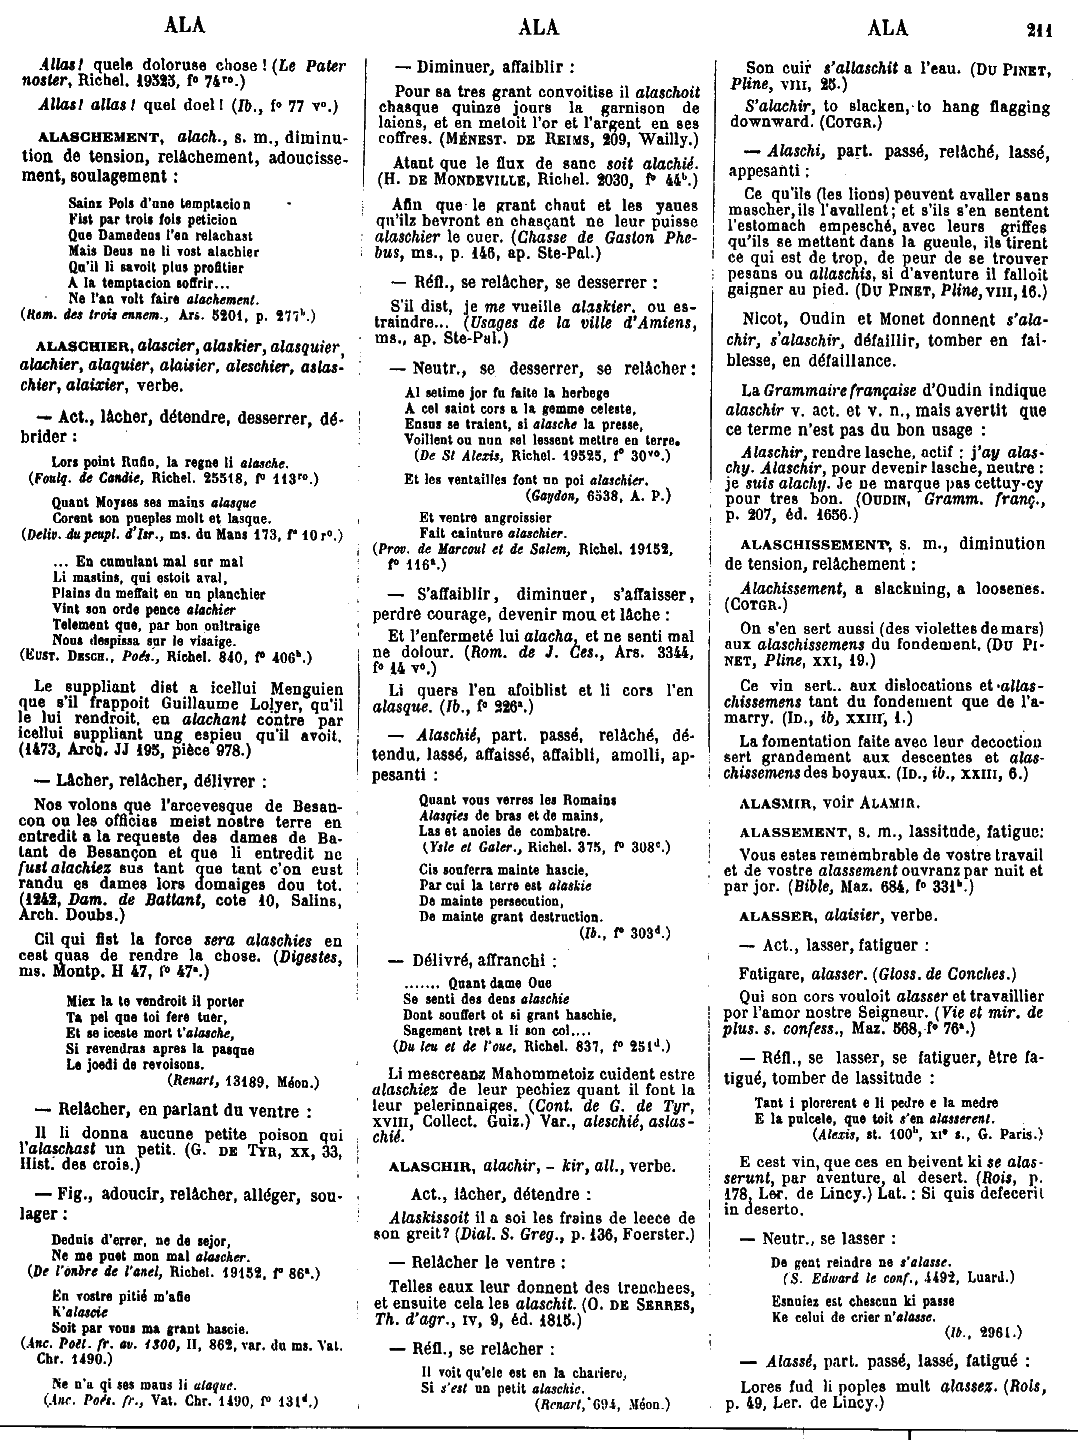 ALA
ALA
ALA
211
Allas! quele doloruse chose! (Le Pater
noster, Richel. 19525, f° 74ro.)
Allas! allas! quel doel! (Ib., f° 77 v°.)
ALASCHEMENT, alach., s. m., diminu-
tion de tension, relâchement, adoucisse-
ment, soulagement :
Sainz Pols d'une temptacion
Fist par trois fois peticion
Que Damedeus l'en relachast
Mais Deus ne li vost alachier
Qu'il li savoit plus profitier
A la temptacion soffrir...
Ne l'an volt faire alachement.
(Rom. des trois ennem., Ars. 5201, p. 277b.)
ALASCHIER, alascier, alaskier, alasquier,
alachier, alaquier, alaisier, aleschier, aslas-
chier, alaixier, verbe.
— Act., lâcher, détendre, desserrer, dé-
brider :
Lors point Rufin, la regne li alasche.
(Foulq. de Candie, Richel. 25518, f° 113ro.)
Quant Moyses ses mains alasque
Corent son pueples molt et lasque.
(Deliv. du peupl. d'Isr., ms. du Mans 173, f° 10 r°.)
... En cumulant mal sur mal
Li mastins, qui estoit aval,
Plains du meffait en un planchier
Vint son orde pence alachier
Telement que, par bon oultraige
Nous despissa sur le visaige.
(EUST. DESCH., Poés., Richel. 840, f° 406b.)
Le suppliant dist a icellui Menguien
que s'il frappoit Guillaume Lolyer, qu'il
le lui rendroit, en alachant contre par
icellui suppliant ung espieu qu'il avoit.
(1473, Arch. JJ 195, pièce 978.)
— Lâcher, relâcher, délivrer :
Nos volons que l'arcevesque de Besan-
con ou les officias meist nostre terre en
entredit a la requeste des dames de Ba-
tant de Besançon et que li entredit ne
fust alachiez sus tant que tant c'on eust
randu es dames lors domaiges dou tot.
(1242, Dam. de Battant, cote 10, Salins,
Arch. Doubs.)
Cil qui fist la force sera alaschies en
cest quas de rendre la chose. (Digestes,
ms. Montp. H 47, f° 47a.)
Miex la te vendroit il porter
Ta pel que toi fere tuer,
Et se iceste mort t'alasche,
Si revendras apres la pasque
Le joedi de revoisons.
(Renart, 13189, Méon.)
— Relâcher, en parlant du ventre :
Il li donna aucune petite poison qui
l'alaschast un petit. (G. DE TYR, XX, 33,
Hist. des crois.)
— Fig., adoucir, relâcher, alléger, sou-
lager :
Deduis d'errer, ne de sejor,
Ne me puet mon mal alascher.
(De l'onbre de l'anel, Richel. 19152, f° 86a.)
En vostre pitié m'afie
K'alascie
Soit par vous ma grant hascie.
(Anc. Poët. fr. av. 1300, II, 862, var. du ms. Vat.
Chr. 1490.)
Ne n'a qi ses maus li alaque.
(Anc. Poés. fr., Vat. Chr. 1490, f° 131d.)
— Diminuer, affaiblir :
Pour sa tres grant convoitise il alaschoit
chasque quinze jours la garnison de
laions, et en metoit l'or et l'argent en ses
coffres. (MÉNEST. DE REIMS, 209, Wailly.)
Atant que le flux de sanc soit alachié.
(H. DE MONDEVILLE, Richel. 2030, f° 44b.)
Afin que le grant chaut et les yaues
qu'ilz bevront en chasçant ne leur puisse
alaschier le cuer. (Chasse de Gaston Phe-
bus, ms., p. 146, ap. Ste-Pal.)
— Réfl., se relâcher, se desserrer :
S'il dist, je me vueille alaskier, ou es-
traindre... (Usages de la ville d'Amiens,
ms., ap. Ste-Pal.)
— Neutr., se desserrer, se relâcher :
Al setime jor fu faite la herbege
A cel saint cors a la gemme celeste,
Ensus se traient, si alasche la presse,
Voillent ou nun sel lessent mettre en terre.
(De St Alexis, Richel. 19525, f° 30vo.)
Et les ventailles font un poi alaschier.
(Gaydon, 6538, A. P.)
Et ventre angroissier
Fait cainture alaschier.
(Prov. de Marcoul et de Salem, Richel. 19152,
f° 116a.)
— S'affaiblir, diminuer, s'affaisser,
perdre courage, devenir mou et lâche :
Et l'enfermeté lui alacha, et ne senti mal
ne dolour. (Rom. de J. Ces., Ars. 3344,
f° 14 v°.)
Li quers l'en afoiblist et li cors l'en
alasque. (Ib., f° 226a.)
— Alaschié, part. passé, relâché, dé-
tendu, lassé, affaissé, affaibli, amolli, ap-
pesanti :
Quant vous verres les Romains
Alasqies de bras et de mains,
Las et anoies de combatre.
(Ysle et Galer., Richel. 375, f° 308c.)
Cis souferra mainte hascie,
Par cui la terre est alaskie
De mainte persecution,
De mainte grant destruction.
(Ib., f° 303d.)
— Délivré, affranchi :
....... Quant dame Oue
Se senti des dens alaschie
Dont souffert ot si grant haschie,
Sagement tret a li son col....
(Du leu et de l'oue, Richel. 837, f° 251d.)
Li mescreanz Mahommetoiz cuident estre
alaschiez de leur pechiez quant il font la
leur pelerinnaiges. (Cont. de G. de Tyr,
XVIII, Collect. Guiz.) Var., aleschié, aslas-
chié.
ALASCHIR, alachir, - kir, all., verbe.
Act., lâcher, détendre :
Alaskissoit il a soi les frains de leece de
son greit? (Dial. S. Greg., p. 136, Foerster.)
— Relâcher le ventre :
Telles eaux leur donnent des trenchees,
et ensuite cela les alaschit. (O. DE SERRES,
Th. d'agr., IV, 9, éd. 1815.)
— Réfl., se relâcher :
Il voit qu'ele est en la chariere,
Si s'est un petit alaschie.
(Renart, 694, Méon.)
Son cuir s'allaschit a l'eau. (DU PINET,
Pline, VIII, 25.)
S'alachir, to slacken, to hang flagging
downward. (COTGR.)
— Alaschi, part. passé, relâché, lassé,
appesanti :
Ce qu'ils (les lions) peuvent avaller sans
mascher, ils l'avallent; et s'ils s'en sentent
l'estomach empesché, avec leurs griffes
qu'ils se mettent dans la gueule, ils tirent
ce qui est de trop, de peur de se trouver
pesans ou allaschis, si d'aventure il falloit
gaigner au pied. (DU PINET, Pline, VIII, 16.)
Nicot, Oudin et Monet donnent s'ala-
chir, s'alaschir, défaillir, tomber en fai-
blesse, en défaillance.
La Grammaire française d'Oudin indique
alaschir v. act. et v. n., mais avertit que
ce terme n'est pas du bon usage :
Alaschir, rendre lasche, actif : j'ay alas-
chy. Alaschir, pour devenir lasche, neutre :
je suis alachy. Je ne marque pas cettuy-cy
pour tres bon. (OUDIN, Gramm. franç.,
p. 207, éd. 1656.)
ALASCHISSEMENT, s. m., diminution
de tension, relâchement :
Alachissement, a slackning, a loosenes.
(COTGR.)
On s'en sert aussi (des violettes de mars)
aux alaschissemens du fondement. (DU PI-
NET, Pline, XXI, 19.)
Ce vin sert.. aux dislocations et allas-
chissemens tant du fondement que de l'a-
marry. (ID., ib, XXIII, 1.)
La fomentation faite avec leur decoction
sert grandement aux descentes et alas-
chissemens des boyaux. (ID., ib., XXIII, 6.)
ALASMIR, voir ALAMIR.
ALASSEMENT, s. m., lassitude, fatigue:
Vous estes remembrable de vostre travail
et de vostre alassement ouvranz par nuit et
par jor. (Bible, Maz. 684, f° 331b.)
ALASSER, alaisier, verbe.
— Act., lasser, fatiguer :
Fatigare, alasser. (Gloss. de Conches.)
Qui son cors vouloit alasser et travaillier
por l'amor nostre Seigneur. (Vie et mir. de
plus. s. confess., Maz. 568, f° 76a.)
— Réfl., se lasser, se fatiguer, être fa-
tigué, tomber de lassitude :
Tant i plorerent e li pedre e la medre
E la pulcele, que toit s'en alasserent.
(Alexis, st. 100b, XIe s., G. Paris.)
E cest vin, que ces en beivent ki se alas-
serunt, par aventure, al desert. (Rois, p.
178, Ler. de Lincy.) Lat. : Si quis defecerit
in deserto.
— Neutr., se lasser :
De gent reindre ne s'alasse.
(S. Edward le conf., 4492, Luard.)
Esnuiez est chescun ki passe
Ke celui de crier n'alasse.
(Ib., 2961.)
— Alassé, part. passé, lassé, fatigué :
Lores fud li poples mult alassez. (Rois,
p. 49, Ler. de Lincy.)